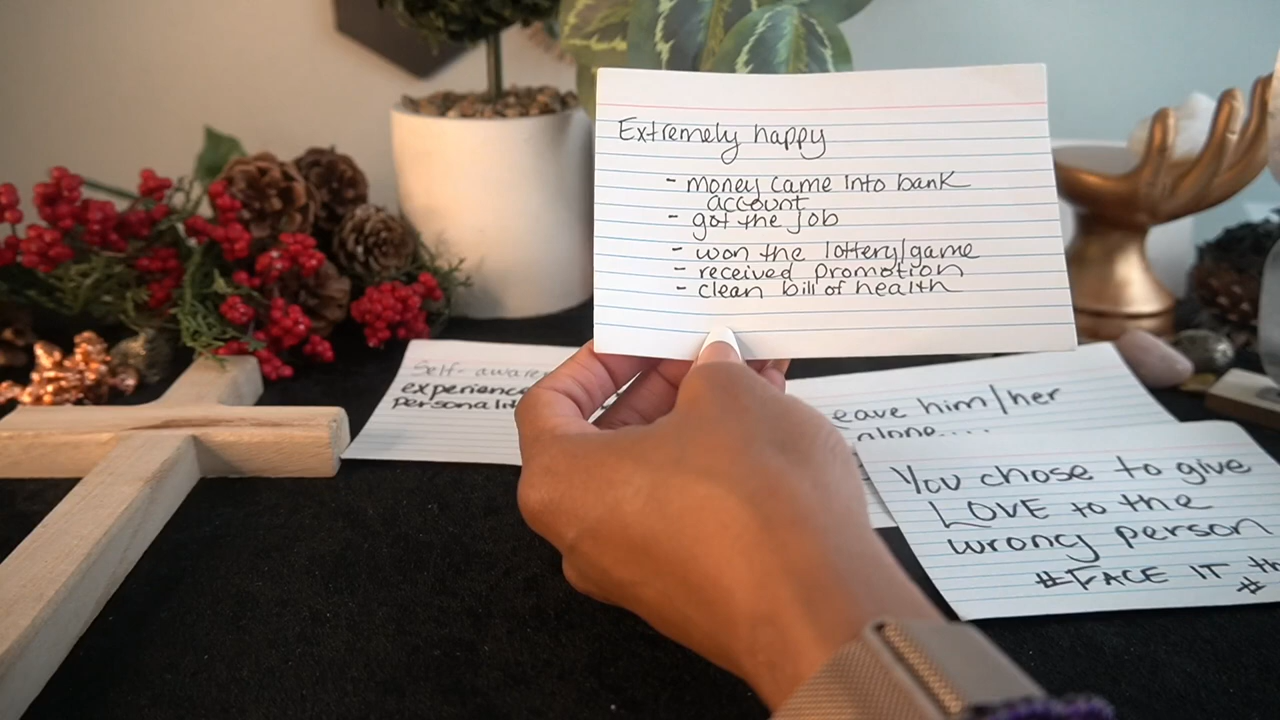 Extremely happy
- money came into bank
account
- got the job
- won the lottery/game
- received promotion
- clean bill of health
Self-aware
experience
personalit
eave him/her
alone....
You chose to give
LOVE to the
wrong person
#FACE IT
#